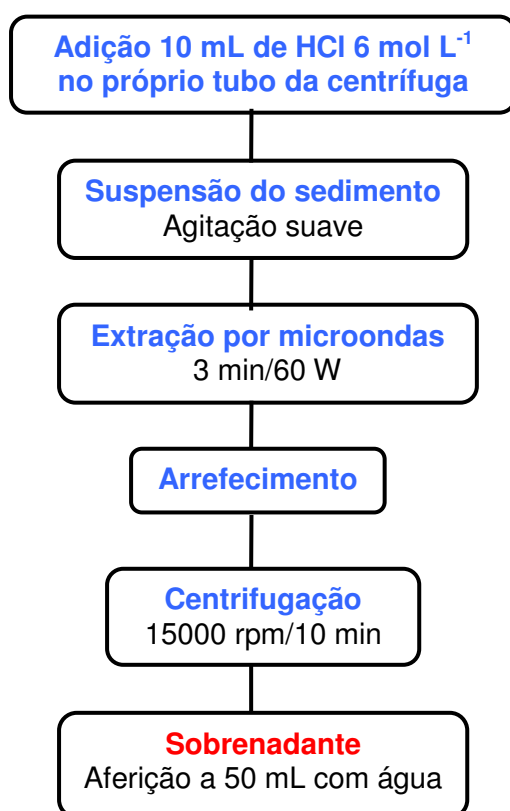 Adição 10 mL de HCl 6 mol L⁻¹
no próprio tubo da centrífuga
Suspensão do sedimento
Agitação suave
Extração por microondas
3 min/60 W
Arrefecimento
Centrifugação
15000 rpm/10 min
Sobrenadante
Aferição a 50 mL com água